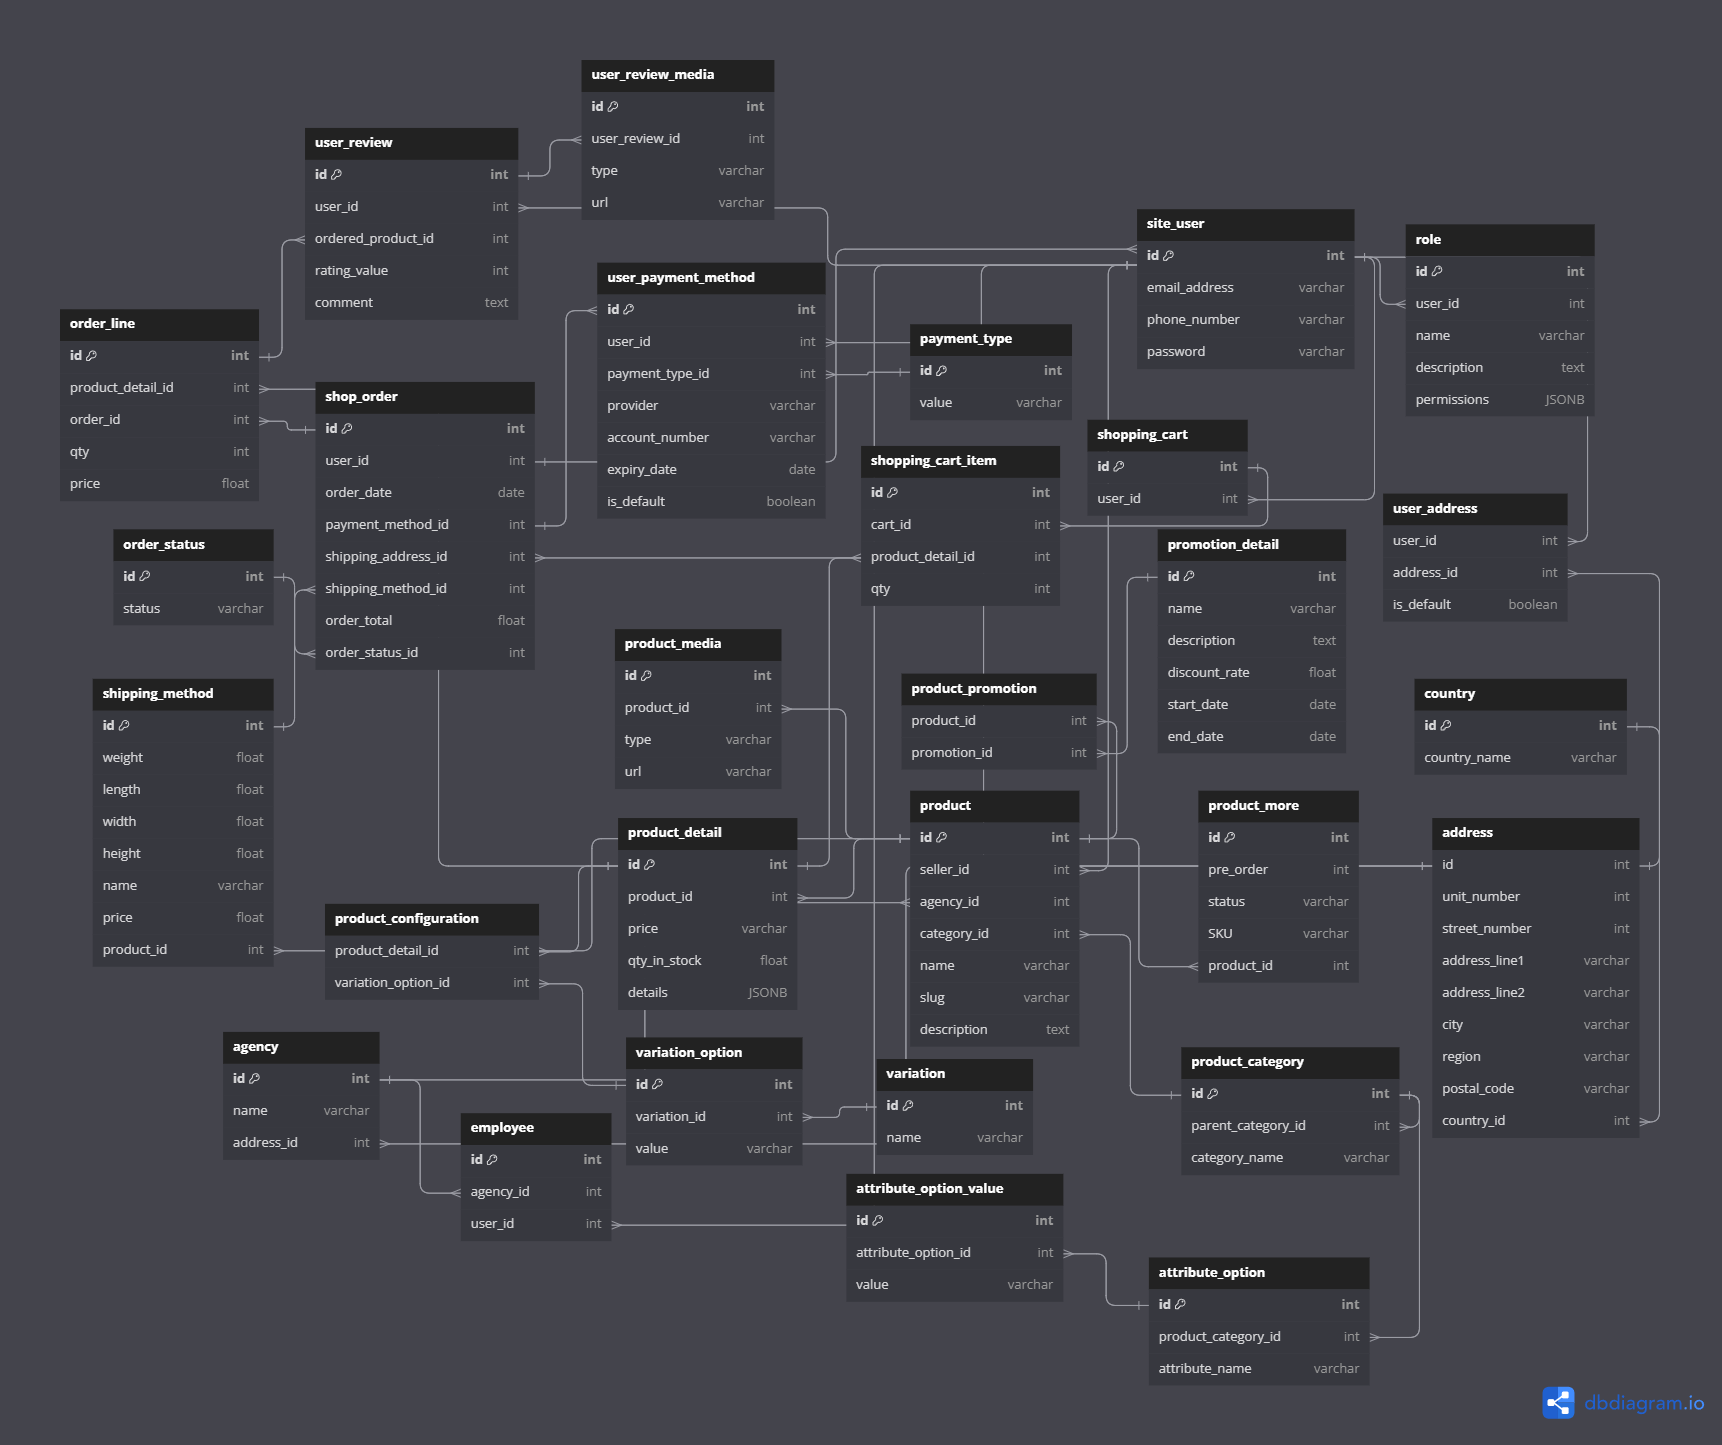 user_review_media
id int
user_review_id int
type varchar
url varchar
user_review
id int
user_id int
ordered_product_id int
rating_value int
comment text
site_user
id int
email_address varchar
phone_number varchar
password varchar
role
id int
user_id int
name varchar
description text
permissions JSONB
user_payment_method
id int
user_id int
payment_type_id int
provider varchar
account_number varchar
expiry_date date
is_default boolean
order_line
id int
product_detail_id int
order_id int
qty int
price float
payment_type
id int
value varchar
shop_order
id int
user_id int
order_date date
payment_method_id int
shipping_address_id int
shipping_method_id int
order_total float
order_status_id int
shopping_cart
id int
user_id int
shopping_cart_item
id int
cart_id int
product_detail_id int
qty int
user_address
user_id int
address_id int
is_default boolean
order_status
id int
status varchar
promotion_detail
id int
name varchar
description text
discount_rate float
start_date date
end_date date
product_media
id int
product_id int
type varchar
url varchar
product_promotion
product_id int
promotion_id int
shipping_method
id int
weight float
length float
width float
height float
name varchar
price float
product_id int
country
id int
country_name varchar
product
id int
seller_id int
agency_id int
category_id int
name varchar
slug varchar
description text
product_more
id int
pre_order int
status varchar
SKU varchar
product_id int
product_detail
id int
product_id int
price varchar
qty_in_stock float
details JSONB
address
id int
unit_number int
street_number int
address_line1 varchar
address_line2 varchar
city varchar
region varchar
postal_code varchar
country_id int
product_configuration
product_detail_id int
variation_option_id int
agency
id int
name varchar
address_id int
variation_option
id int
variation_id int
value varchar
product_category
id int
parent_category_id int
category_name varchar
variation
id int
name varchar
employee
id int
agency_id int
user_id int
attribute_option_value
id int
attribute_option_id int
value varchar
attribute_option
id int
product_category_id int
attribute_name varchar
dbdiagram.io